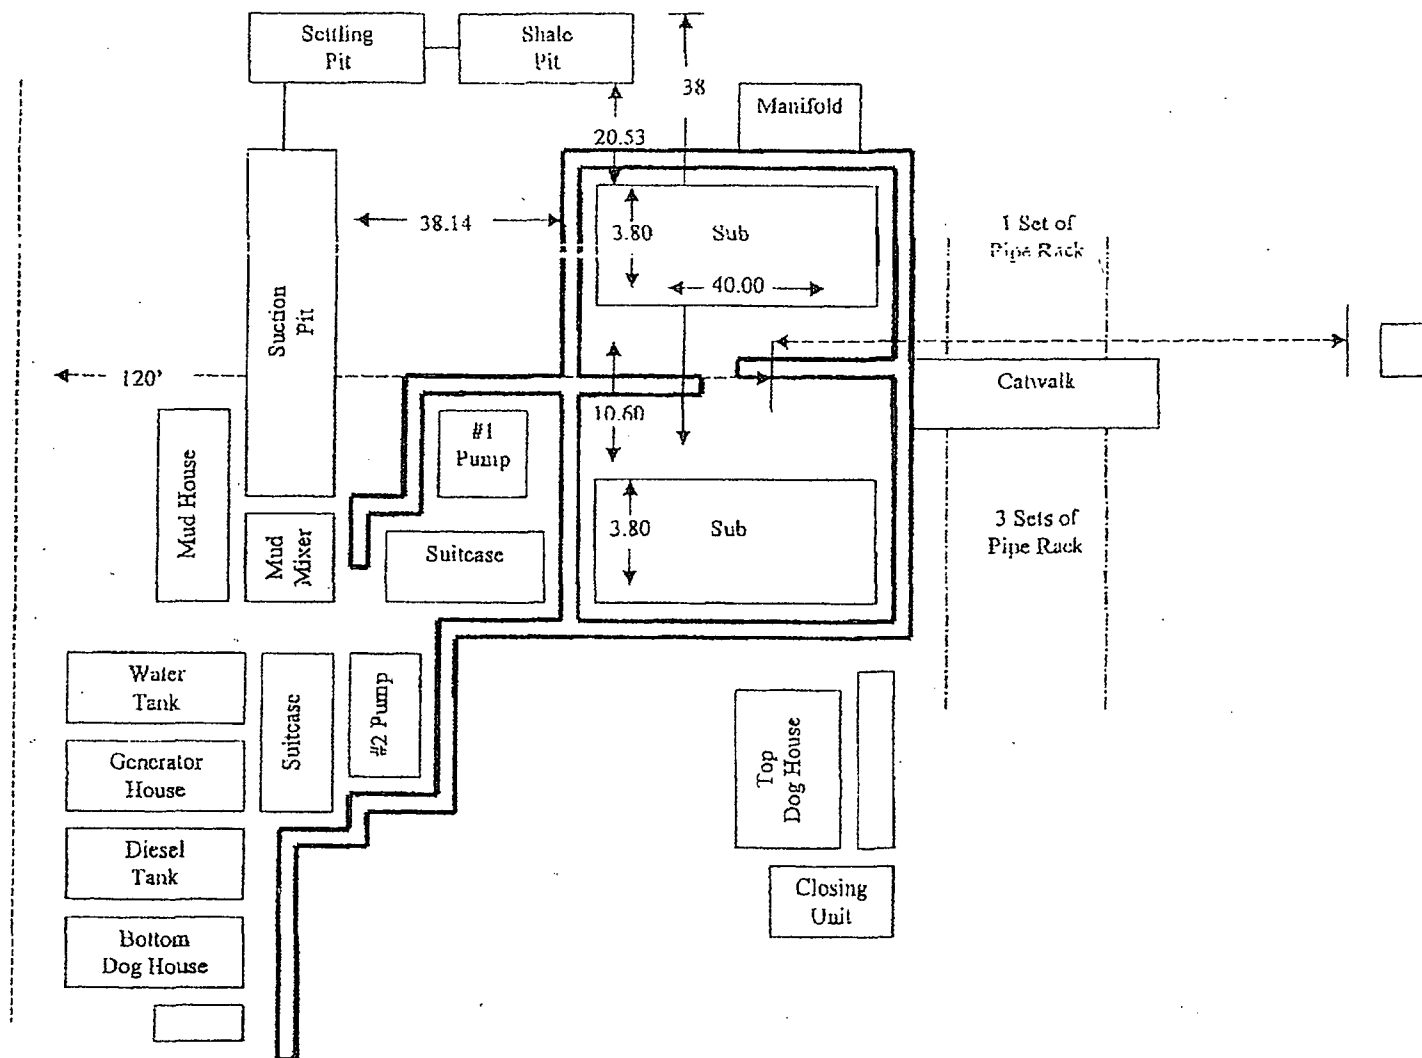 Settling
Pit
Shale
Pit
38
Manifold
20.53
38.14
3.80
Sub
40.00
1 Set of
Pipe Rack
Suction
Pit
120'
Catwalk
10.60
#1
Pump
Mud House
Mud
Mixer
Suitcase
3.80
Sub
3 Sets of
Pipe Rack
Water
Tank
Suitcase
#2 Pump
Generator
House
Top
Dog House
Diesel
Tank
Closing
Unit
Bottom
Dog House